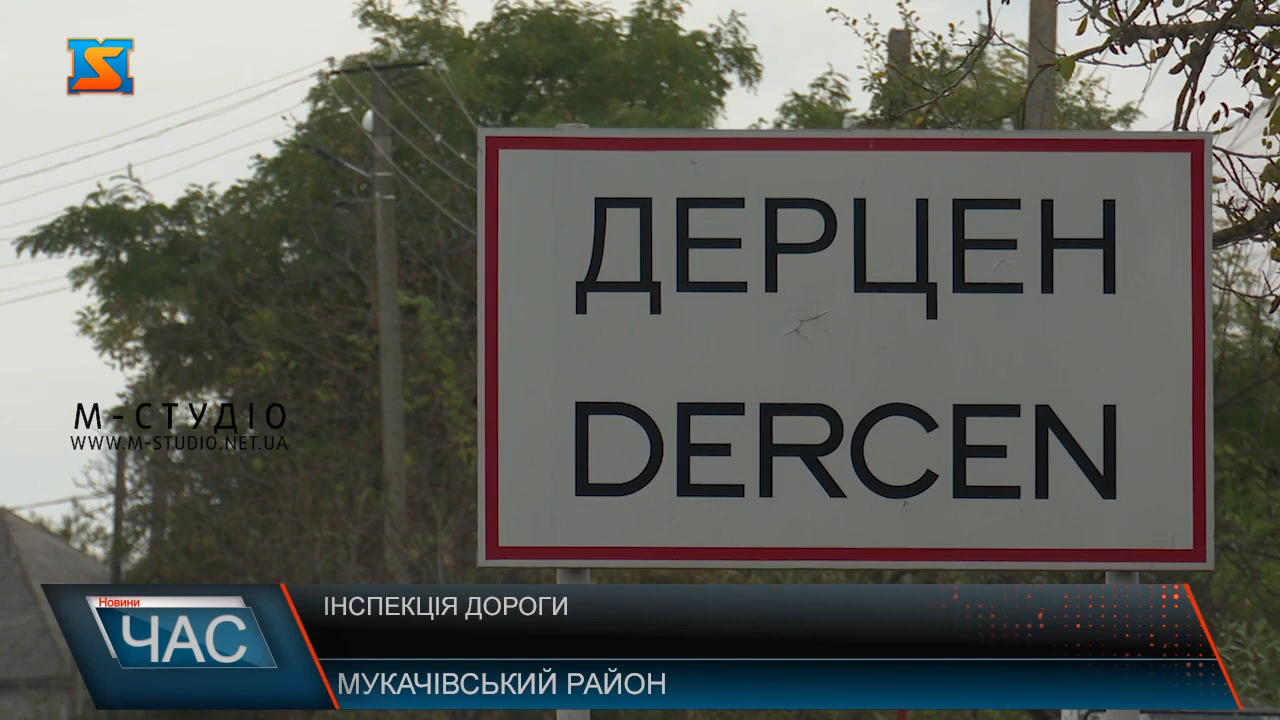 ДЕРЦЕН
DERCEN
М-СТУДІО
WWW.M-STUDIO.NET.UA
Новини
ЧАС
ІНСПЕКЦІЯ ДОРОГИ
МУКАЧІВСЬКИЙ РАЙОН